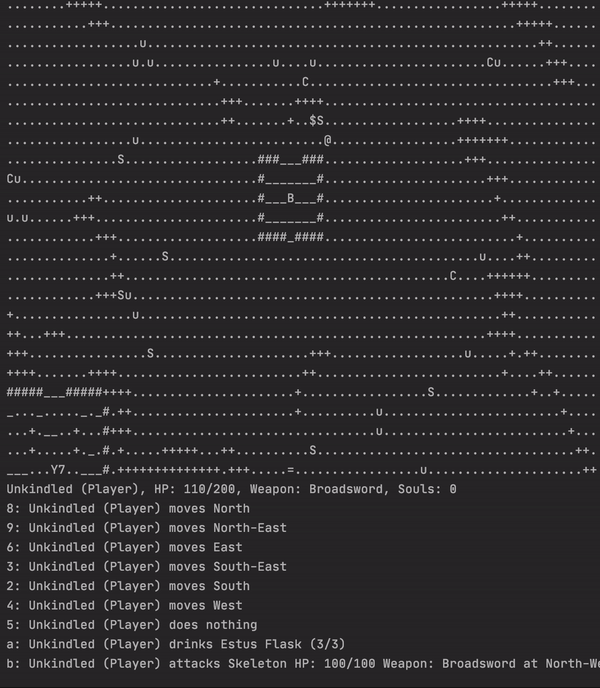 ........+++++..............................+++++++.....................+++++........
...........+++........................................................+++++......
..................u......................................................++.......
.................u.u................u....u........................Cu......+++....
.............................+............C..................................+++...
.............................+++.......++++.....................................
.............................++.......+..$S..................++++...............
.................u.........................@.................+++++++............
...............S..................###___###...................+++...............
Cu................................#_______#......................+++............
...........++.....................#___B___#.......................+.............
u.u......+++......................#_______#........................++...........
............+++...................####_####..........................+..........
..............+......S..........................................u....++.........
..............++............................................C....++++++.........
............+++Su.................................................++++..........
+................u.................................................++...........
++...+++.........................................................++++...........
+++................S.....................+++..................u.....+.++........
++++.......++++.........................++.........................+.......+++..
#####___#####++++......................+.................S.............+..+.....
_..._....._._#.++......................+..........u........................+....
...+.__..+...#+++.................................u.........................+...
...+.....+._.#.+.....+++++...++..........S...................................++.
___...Y7..___#.++++++++++++++.+++.....=.................u.....................++
Unkindled (Player), HP: 110/200, Weapon: Broadsword, Souls: 0
8: Unkindled (Player) moves North
9: Unkindled (Player) moves North-East
6: Unkindled (Player) moves East
3: Unkindled (Player) moves South-East
2: Unkindled (Player) moves South
4: Unkindled (Player) moves West
5: Unkindled (Player) does nothing
a: Unkindled (Player) drinks Estus Flask (3/3)
b: Unkindled (Player) attacks Skeleton HP: 100/100 Weapon: Broadsword at North-We